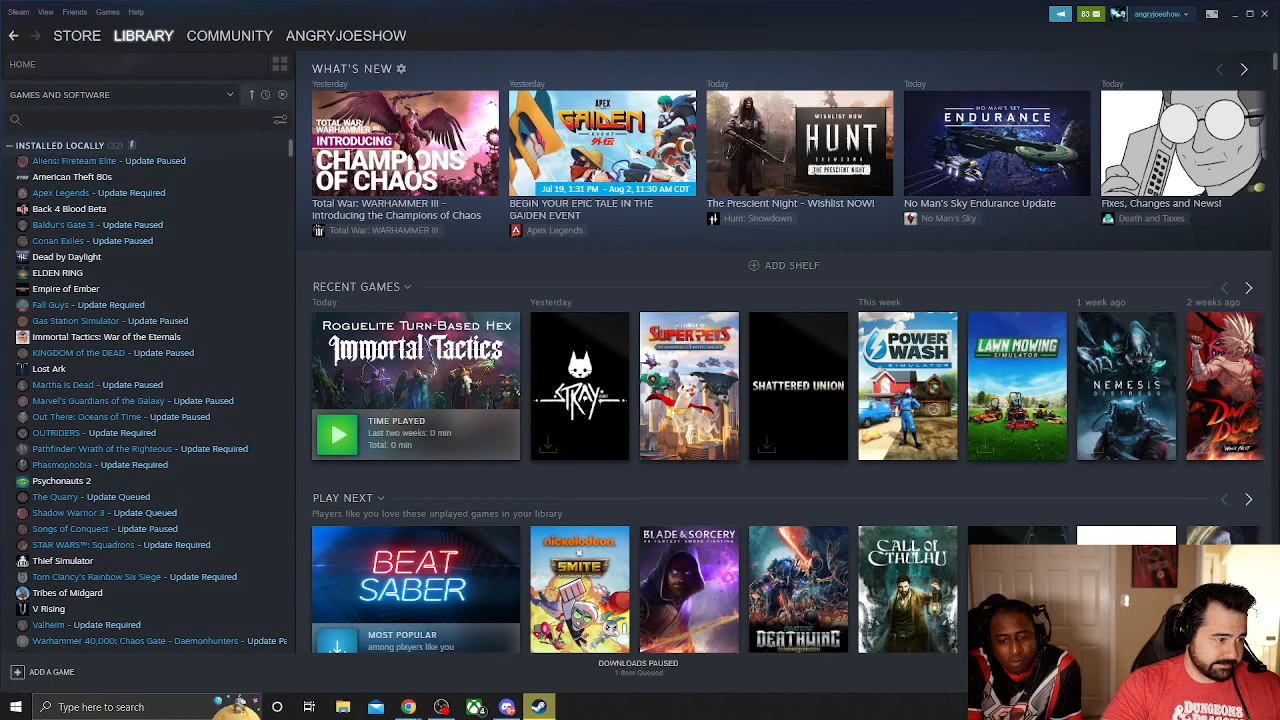 Steam View Friends Games Help
83 angryjoeshow
STORE LIBRARY COMMUNITY ANGRYJOESHOW
HOME
GAMES AND SOFTWARE
INSTALLED LOCALLY (32)
Aliens: Fireteam Elite - Update Paused
American Theft 80s
Apex Legends - Update Required
Back 4 Blood Beta
Baldur's Gate 3 - Update Paused
Conan Exiles - Update Paused
Dead by Daylight
ELDEN RING
Empire of Ember
Fall Guys - Update Required
Gas Station Simulator - Update Paused
Immortal Tactics: War of the Eternals
KINGDOM of the DEAD - Update Paused
Lost Ark
Martha Is Dead - Update Paused
Marvel's Guardians of the Galaxy - Update Paused
Out There: Oceans of Time - Update Paused
OUTRIDERS - Update Required
Pathfinder: Wrath of the Righteous - Update Required
Phasmophobia - Update Required
Psychonauts 2
The Quarry - Update Queued
Shadow Warrior 3 - Update Queued
Songs of Conquest - Update Paused
STAR WARS™: Squadrons - Update Required
Thief Simulator
Tom Clancy's Rainbow Six Siege - Update Required
Trolley of Midgard
V Rising
Valheim - Update Required
Warhammer 40,000: Chaos Gate - Daemonhunters - Update Pa
ADD A GAME
WHAT'S NEW
Yesterday Yesterday Today Today Today
TOTAL WAR: WARHAMMER III
INTRODUCING
CHAMPIONS OF CHAOS
Total War: WARHAMMER III - Introducing the Champions of Chaos
Total War: WARHAMMER III
APEX LEGENDS
GAIDEN
EVENT 外伝
Jul 19, 1:31 PM - Aug 2, 11:30 AM CDT
BEGIN YOUR EPIC TALE IN THE GAIDEN EVENT
Apex Legends
WISHLIST NOW
HUNT
SHOWDOWN
THE PRESCIENT NIGHT
The Prescient Night - Wishlist NOW!
Hunt: Showdown
NO MAN'S SKY
ENDURANCE
No Man's Sky Endurance Update
No Man's Sky
Fixes, Changes and News!
Death and Taxes
ADD SHELF
RECENT GAMES
Today Yesterday This week 1 week ago 2 weeks ago
ROGUELITE TURN-BASED HEX
Immortal Tactics
TIME PLAYED
Last two weeks: 0 min
Total: 0 min
STRAY
SUPER-PETS
SHATTERED UNION
POWER WASH SIMULATOR
LAWN MOWING SIMULATOR
NEMESIS DISTRESS
DNF DUEL
PLAY NEXT
Players like you love these unplayed games in your library
BEAT SABER
MOST POPULAR
among players like you
nickelodeon x SMITE
BLADE & SORCERY
DEATHWING
CALL OF CTHULHU
DOWNLOADS PAUSED
1 Item Queued
DUNGEONS
Type here to search